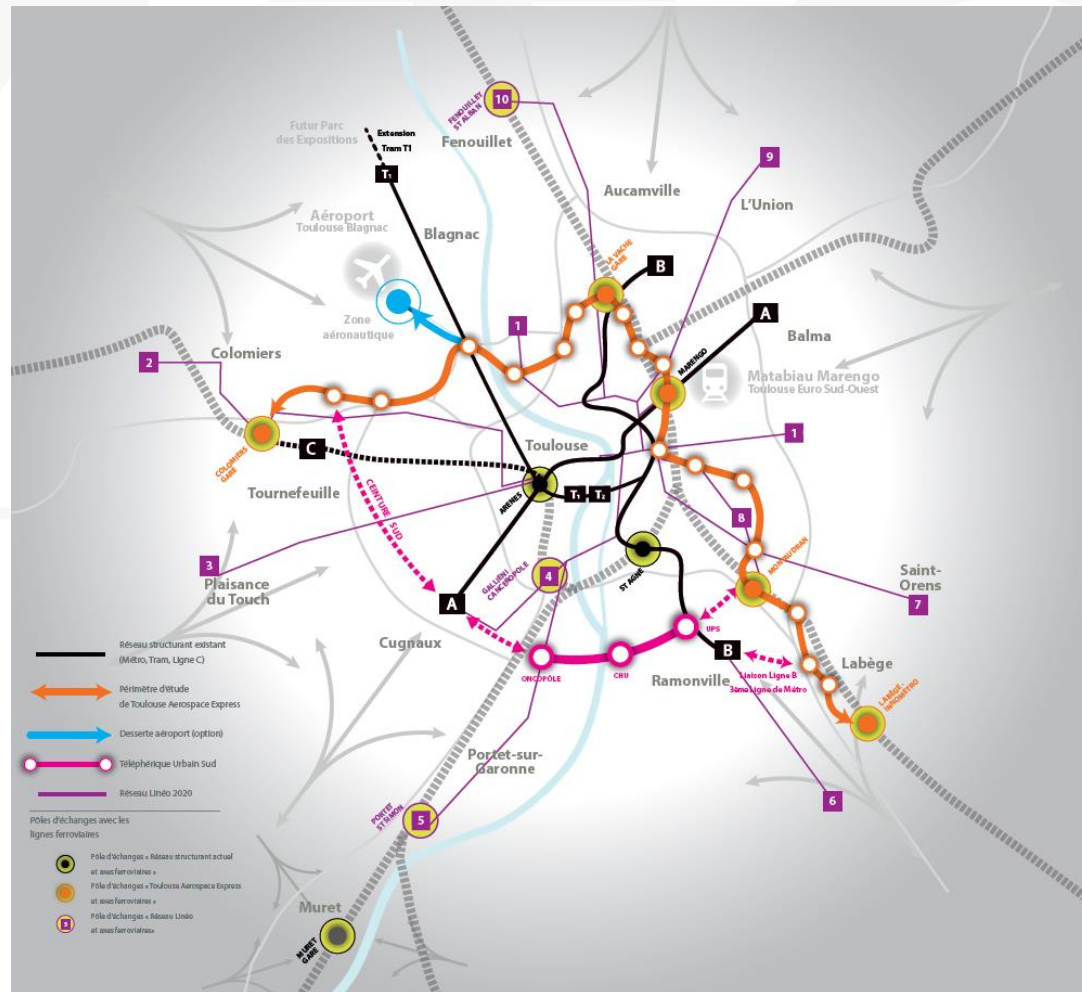 10
FENOUILLET
ST ALBAN
Fenouillet
Futur Parc
des Expositions
Extension
Tram T1
T1
9
Aucamville
L'Union
Aéroport
Toulouse Blagnac
Blagnac
LA VACHE
GARE
B
A
Zone
aéronautique
1
Balma
2
Colomiers
MARENGO
Matabiau Marengo
Toulouse Euro Sud-Ouest
COLOMIERS
GARE
C
Toulouse
1
Tournefeuille
CEINTURE SUD
ARENES
T1
T2
8
3
Plaisance
du Touch
GALLIENI
CANCEROPOLE
4
ST AGNE
MONTAUDRAN
Saint-
Orens
7
A
Cugnaux
UPS
B
ONCOPÔLE
CHU
Ramonville
Liaison Ligne B
3ème Ligne de Métro
Labège
LABÈGE-
INNOMÉTRO
Portet-sur-
Garonne
6
PORTET
ST SIMON
5
Muret
MURET
GARE
Réseau structurant existant
(Métro, Tram, Ligne C)
Périmètre d'étude
de Toulouse Aerospace Express
Desserte aéroport (option)
Téléphérique Urbain Sud
Réseau Linéo 2020
Pôles d'échanges avec les
lignes ferroviaires
Pôle d'échanges « Réseau structurant actuel
et axes ferroviaires »
Pôle d'échanges « Toulouse Aerospace Express
et axes ferroviaires »
Pôle d'échanges « Réseau Linéo
et axes ferroviaires»